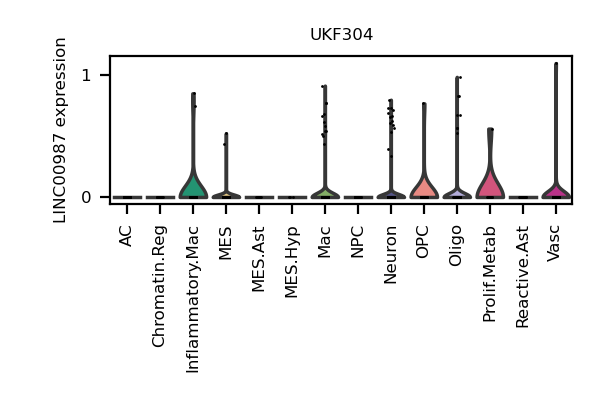 UKF304
LINC00987 expression
1
0
AC
Chromatin.Reg
Inflammatory.Mac
MES
MES.Ast
MES.Hyp
Mac
NPC
Neuron
OPC
Oligo
Prolif.Metab
Reactive.Ast
Vasc